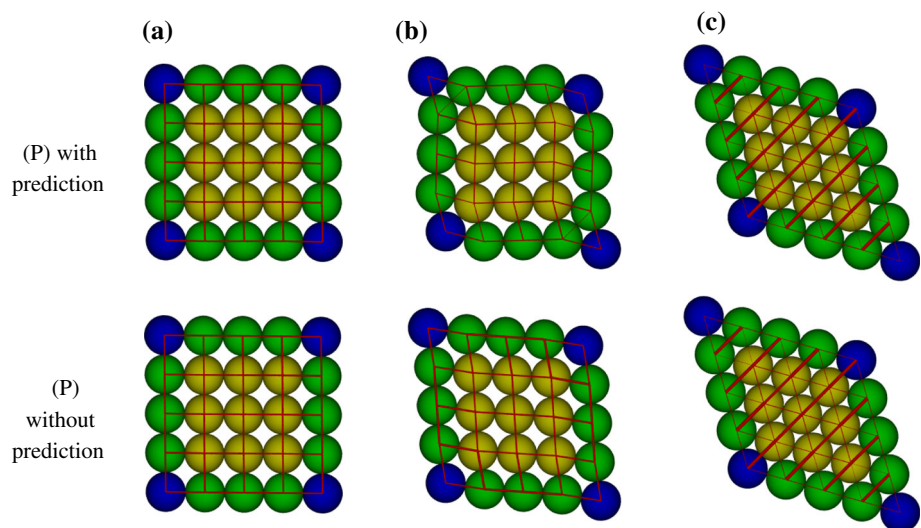 (a)
(b)
(c)
(P) with
prediction
(P)
without
prediction